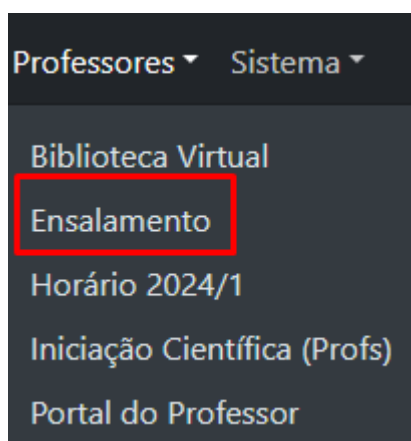 Professores Sistema
Biblioteca Virtual
Ensalamento
Horário 2024/1
Iniciação Científica (Profs)
Portal do Professor